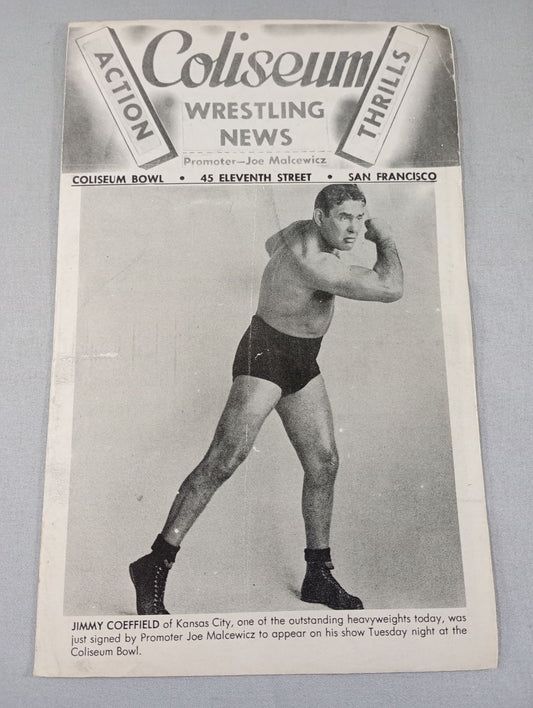 ACTION
Coliseum
WRESTLING
NEWS
THRILLS
Promoter—Joe Malcewicz
COLISEUM BOWL • 45 ELEVENTH STREET • SAN FRANCISCO
JIMMY COEFFIELD of Kansas City, one of the outstanding heavyweights today, was
just signed by Promoter Joe Malcewicz to appear on his show Tuesday night at the
Coliseum Bowl.